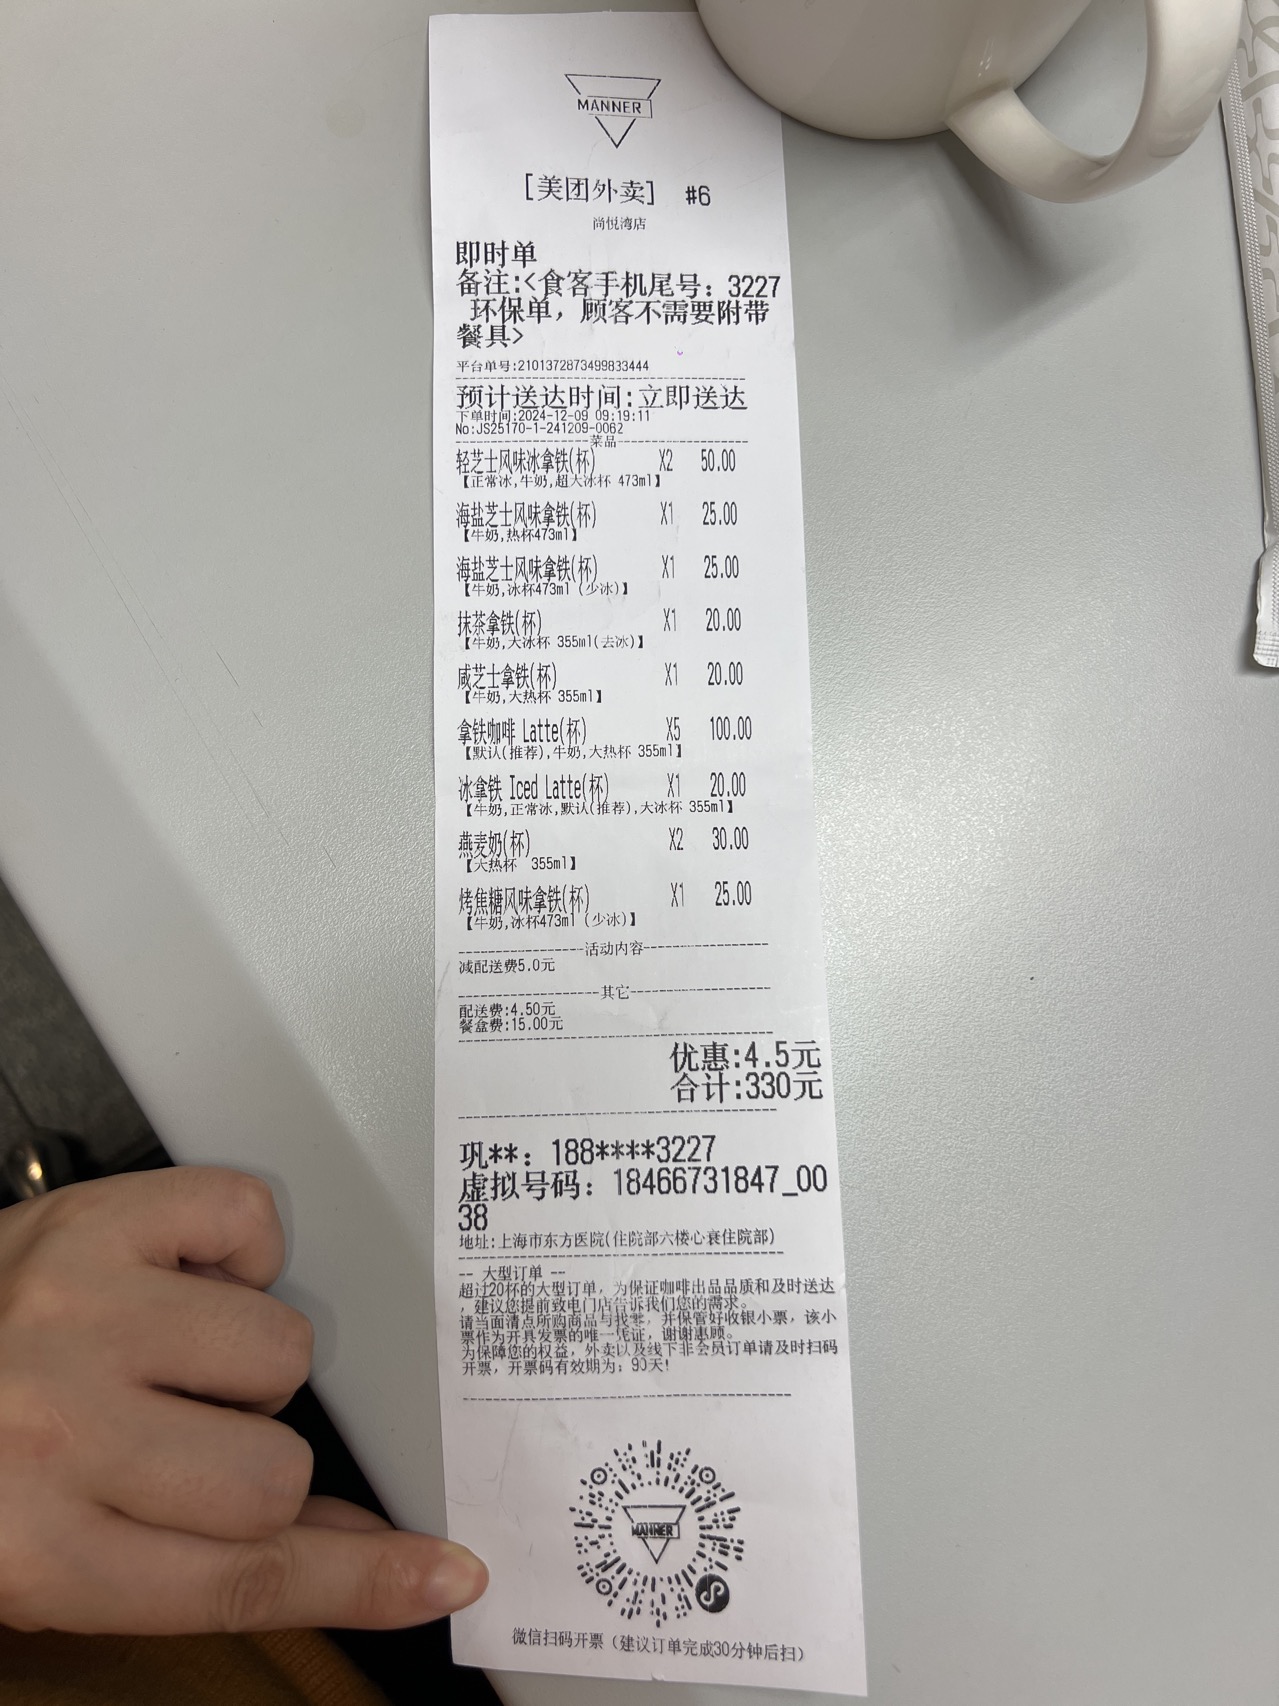 MANNER
[美团外卖] #6
尚悦湾店
即时单
备注:<食客手机尾号: 3227
环保单, 顾客不需要附带
餐具>
平台单号:2101372873499833444
预计送达时间:立即送达
下单时间:2024-12-09 09:19:11
No:JS25170-1-241209-0062
菜品
轻芝士风味冰拿铁(杯) X2 50.00
【正常冰,牛奶,超大冰杯 473ml】
海盐芝士风味拿铁(杯) X1 25.00
【牛奶,热杯473ml】
海盐芝士风味拿铁(杯) X1 25.00
【牛奶,冰杯473ml (少冰)】
抹茶拿铁(杯) X1 20.00
【牛奶,大冰杯 355ml(去冰)】
咸芝士拿铁(杯) X1 20.00
【牛奶,大热杯 355ml】
拿铁咖啡 Latte(杯) X5 100.00
【默认(推荐),牛奶,大热杯 355ml】
冰拿铁 Iced Latte(杯) X1 20.00
【牛奶,正常冰,默认(推荐),大冰杯 355ml】
燕麦奶(杯) X2 30.00
【大热杯 355ml】
烤焦糖风味拿铁(杯) X1 25.00
【牛奶,冰杯473ml (少冰)】
活动内容
减配送费5.0元
其它
配送费:4.50元
餐盒费:15.00元
优惠:4.5元
合计:330元
巩**: 188****3227
虚拟号码: 18466731847_00
38
地址:上海市东方医院(住院部六楼心衰住院部)
-- 大型订单 --
超过20杯的大型订单, 为保证咖啡出品品质和及时送达
, 建议您提前致电门店告诉我们您的需求。
请当面清点所购商品与找零, 并保管好收银小票, 该小
票作为开具发票的唯一凭证, 谢谢惠顾。
为保障您的权益, 外卖以及线下非会员订单请及时扫码
开票, 开票码有效期为: 90天!
MANNER
微信扫码开票 (建议订单完成30分钟后扫)